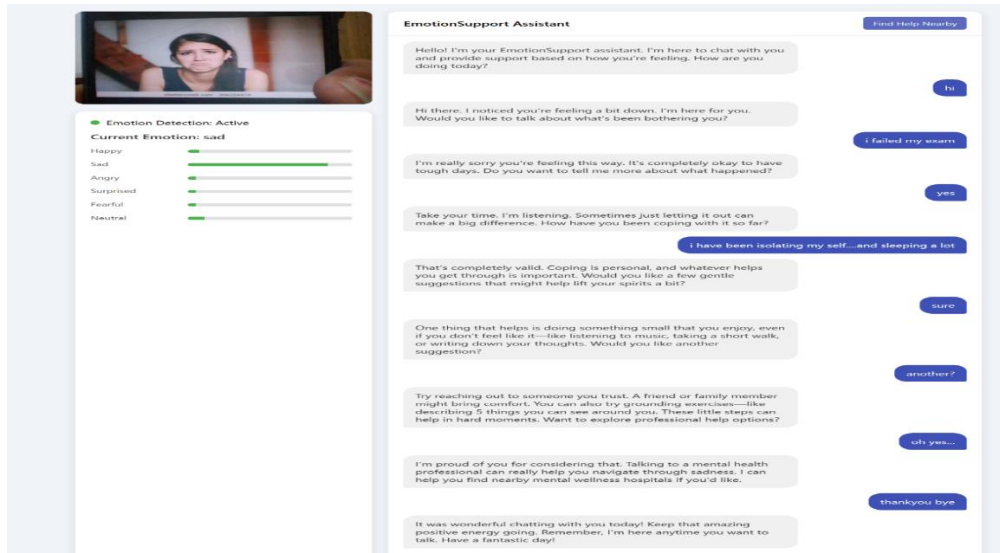 Emotion Detection: Active
Current Emotion: sad
Happy
Sad
Angry
Surprised
Fearful
Neutral
EmotionSupport Assistant
Find Help Nearby
Hello! I'm your EmotionSupport assistant. I'm here to chat with you
and provide support based on how you're feeling. How are you
doing today?
hi
Hi there. I noticed you're feeling a bit down. I'm here for you.
Would you like to talk about what's been bothering you?
i failed my exam
I'm really sorry you're feeling this way. It's completely okay to have
tough days. Do you want to tell me more about what happened?
yes
Take your time. I'm listening. Sometimes just letting it out can
make a big difference. How have you been coping with it so far?
i have been isolating my self...and sleeping a lot
That's completely valid. Coping is personal, and whatever helps
you get through is important. Would you like a few gentle
suggestions that might help lift your spirits a bit?
sure
One thing that helps is doing something small that you enjoy, even
if you don't feel like it—like listening to music, taking a short walk,
or writing down your thoughts. Would you like another
suggestion?
another?
Try reaching out to someone you trust. A friend or family member
might bring comfort. You can also try grounding exercises—like
describing 5 things you can see around you. These little steps can
help in hard moments. Want to explore professional help options?
oh yes...
I'm proud of you for considering that. Talking to a mental health
professional can really help you navigate through sadness. I can
help you find nearby mental wellness hospitals if you'd like.
thankyou bye
It was wonderful chatting with you today! Keep that amazing
positive energy going. Remember, I'm here anytime you want to
talk. Have a fantastic day!